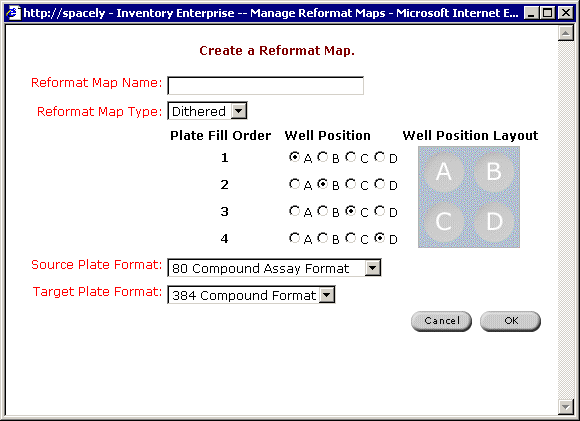 http://spacely - Inventory Enterprise -- Manage Reformat Maps - Microsoft Internet E...
Create a Reformat Map.
Reformat Map Name:
Reformat Map Type: Dithered
Plate Fill Order Well Position Well Position Layout
1 A B C D
2 A B C D
3 A B C D
4 A B C D
A B
C D
Source Plate Format: 80 Compound Assay Format
Target Plate Format: 384 Compound Format
Cancel OK